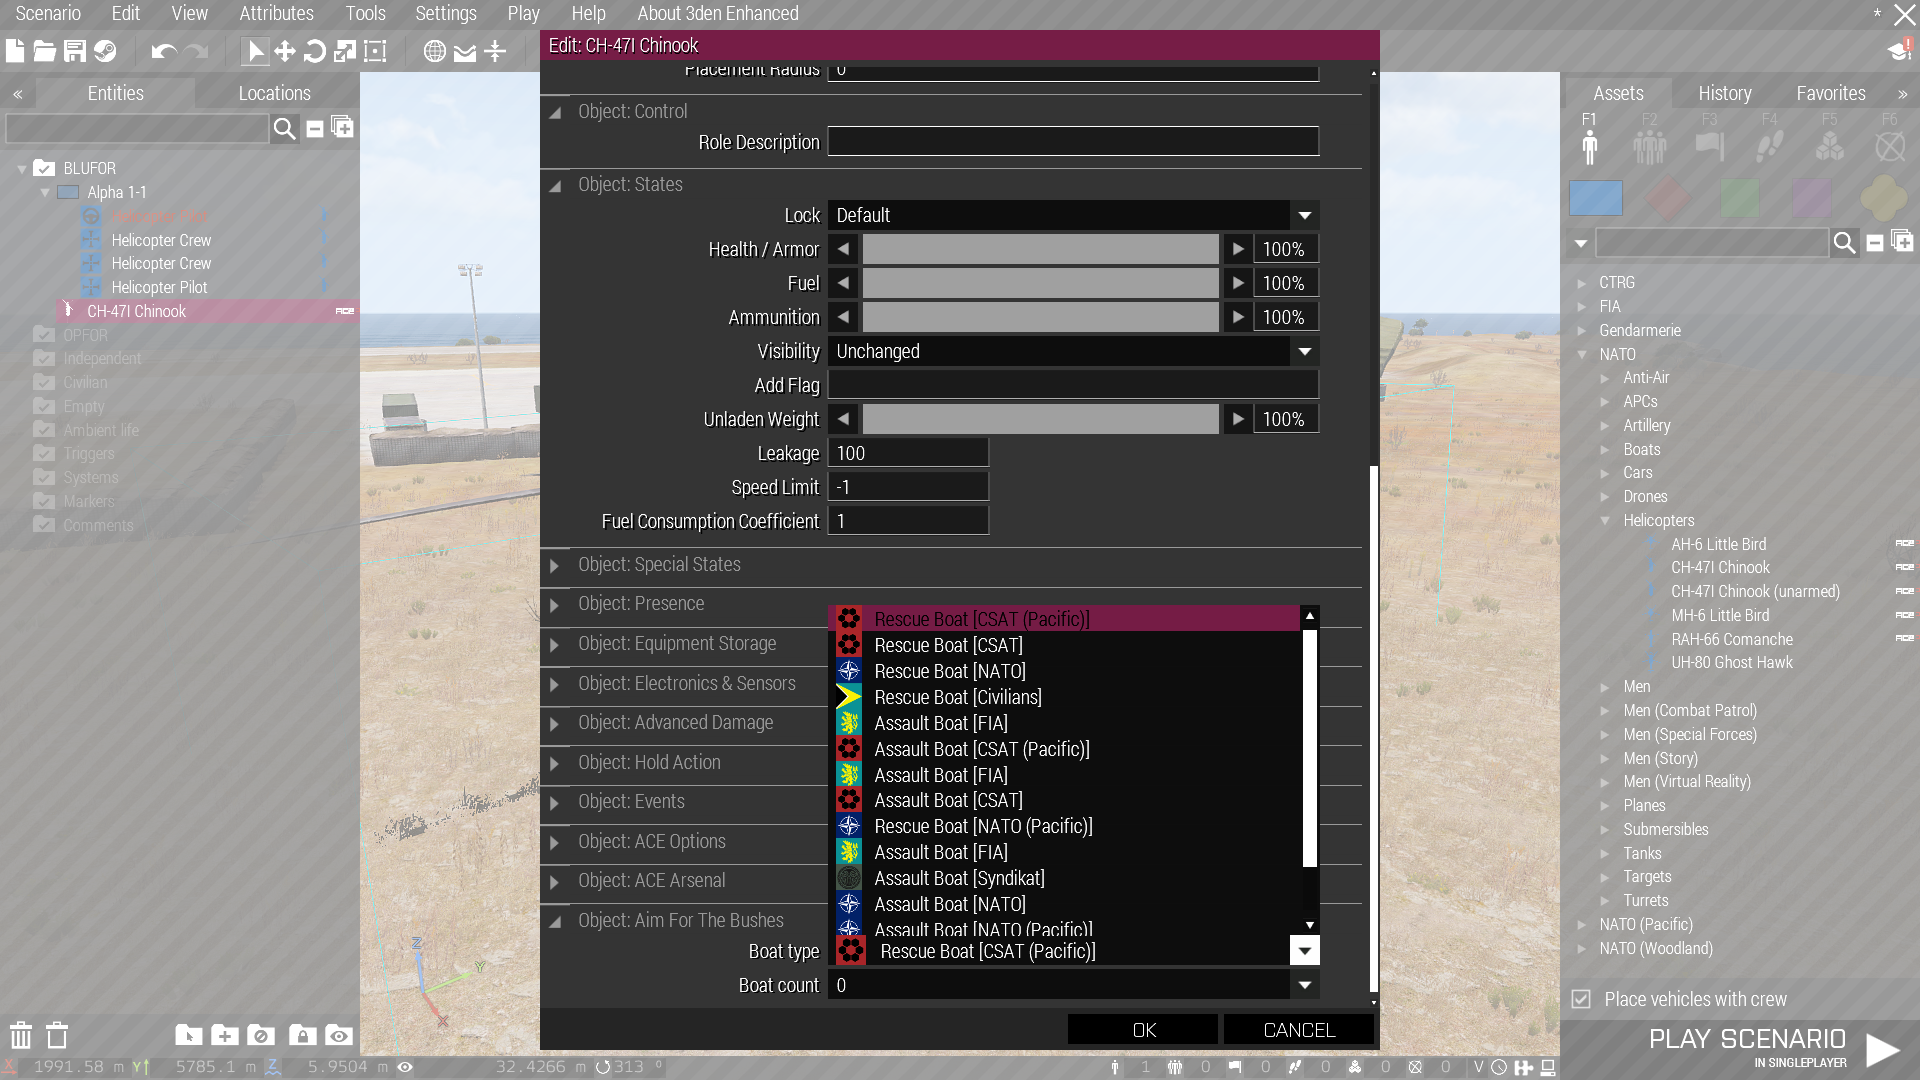 Scenario Edit View Attributes Tools Settings Play Help About 3den Enhanced
*
Edit: CH-47I Chinook
« Entities Locations
BLUFOR
Alpha 1-1
Helicopter Pilot
Helicopter Crew
Helicopter Crew
Helicopter Pilot
CH-47I Chinook ACE
OPFOR
Independent
Civilian
Empty
Ambient life
Triggers
Systems
Markers
Comments
Placement Radius 0
Object: Control
Role Description
Object: States
Lock Default
Health / Armor 100%
Fuel 100%
Ammunition 100%
Visibility Unchanged
Add Flag
Unladen Weight 100%
Leakage 100
Speed Limit -1
Fuel Consumption Coefficient 1
Object: Special States
Object: Presence
Object: Equipment Storage
Object: Electronics & Sensors
Object: Advanced Damage
Object: Hold Action
Object: Events
Object: ACE Options
Object: ACE Arsenal
Object: Aim For The Bushes
Rescue Boat [CSAT (Pacific)]
Rescue Boat [CSAT]
Rescue Boat [NATO]
Rescue Boat [Civilians]
Assault Boat [FIA]
Assault Boat [CSAT (Pacific)]
Assault Boat [FIA]
Assault Boat [CSAT]
Rescue Boat [NATO (Pacific)]
Assault Boat [FIA]
Assault Boat [Syndikat]
Assault Boat [NATO]
Assault Boat [NATO (Pacific)]
Boat type Rescue Boat [CSAT (Pacific)]
Boat count 0
OK CANCEL
Assets History Favorites »
F1 F2 F3 F4 F5 F6
CTRG
FIA
Gendarmerie
NATO
Anti-Air
APCs
Artillery
Boats
Cars
Drones
Helicopters
AH-6 Little Bird ACE
CH-47I Chinook ACE
CH-47I Chinook (unarmed) ACE
MH-6 Little Bird ACE
RAH-66 Comanche ACE
UH-80 Ghost Hawk
Men
Men (Combat Patrol)
Men (Special Forces)
Men (Story)
Men (Virtual Reality)
Planes
Submersibles
Tanks
Targets
Turrets
NATO (Pacific)
NATO (Woodland)
Place vehicles with crew
PLAY SCENARIO
IN SINGLEPLAYER
Z Y X
X 1991.58 m Y 5785.1 m Z 5.9504 m 32.4266 m 313 °
1 0 0 0 0 0 V